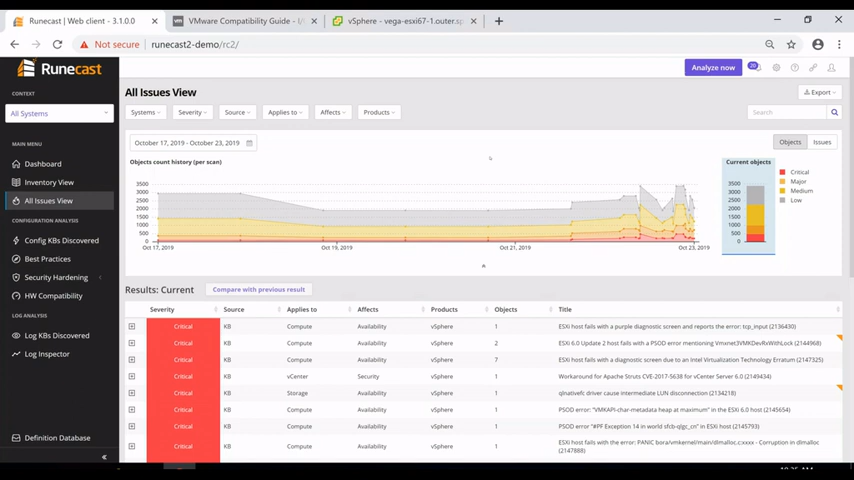 Runecast | Web client - 3.1.0.0
VMware Compatibility Guide - I/
vSphere - vega-esxi67-1.outer.sp
Not secure
runecast2-demo/rc2/
Runecast
Analyze now
20
CONTEXT
All Systems
MAIN MENU
Dashboard
Inventory View
All Issues View
CONFIGURATION ANALYSIS
Config KBs Discovered
Best Practices
Security Hardening
HW Compatibility
LOG ANALYSIS
Log KBs Discovered
Log Inspector
Definition Database
All Issues View
Export
Systems
Severity
Source
Applies to
Affects
Products
Search
October 17, 2019 - October 23, 2019
Objects
Issues
Objects count history (per scan)
3500
3000
2500
2000
1500
1000
500
0
Oct 17, 2019
Oct 19, 2019
Oct 21, 2019
Oct 23, 2019
Current objects
3500
3000
2500
2000
1500
1000
500
0
Critical
Major
Medium
Low
Results: Current
Compare with previous result
Severity Source Applies to Affects Products Objects Title
Critical KB Compute Availability vSphere 1 ESXi host fails with a purple diagnostic screen and reports the error: tcp_input (2136430)
Critical KB Compute Availability vSphere 2 ESXi 6.0 Update 2 host fails with a PSOD error mentioning Vmxnet3VMKDevRxWithLock (2144968)
Critical KB Compute Availability vSphere 7 ESXi host fails with a diagnostic screen due to an Intel Virtualization Technology Erratum (2147325)
Critical KB vCenter Security vSphere 1 Workaround for Apache Struts CVE-2017-5638 for vCenter Server 6.0 (2149434)
Critical KB Storage Availability vSphere 1 qlnativefc driver cause intermediate LUN disconnection (2134218)
Critical KB Compute Availability vSphere 1 PSOD error: "VMKAPI-char-metadata heap at maximum" in the ESXi 6.0 host (2145654)
Critical KB Compute Availability vSphere 1 PSOD error "#PF Exception 14 in world sfcb-qlgc_cn" in ESXi host (2145793)
Critical KB Compute Availability vSphere 1 ESXi host fails with the error: PANIC bora/vmkernel/main/dlmalloc.c:xxxx - Corruption in dlmalloc
(2147888)